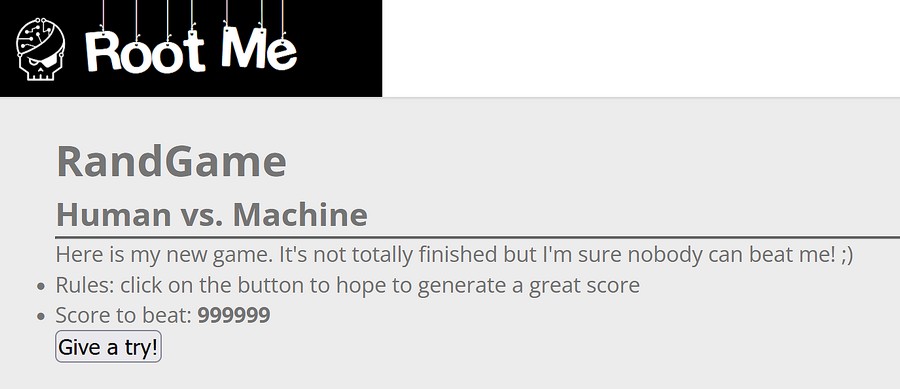 Root Me
RandGame
Human vs. Machine
Here is my new game. It's not totally finished but I'm sure nobody can beat me! ;)
Rules: click on the button to hope to generate a great score
Score to beat: 999999
Give a try!